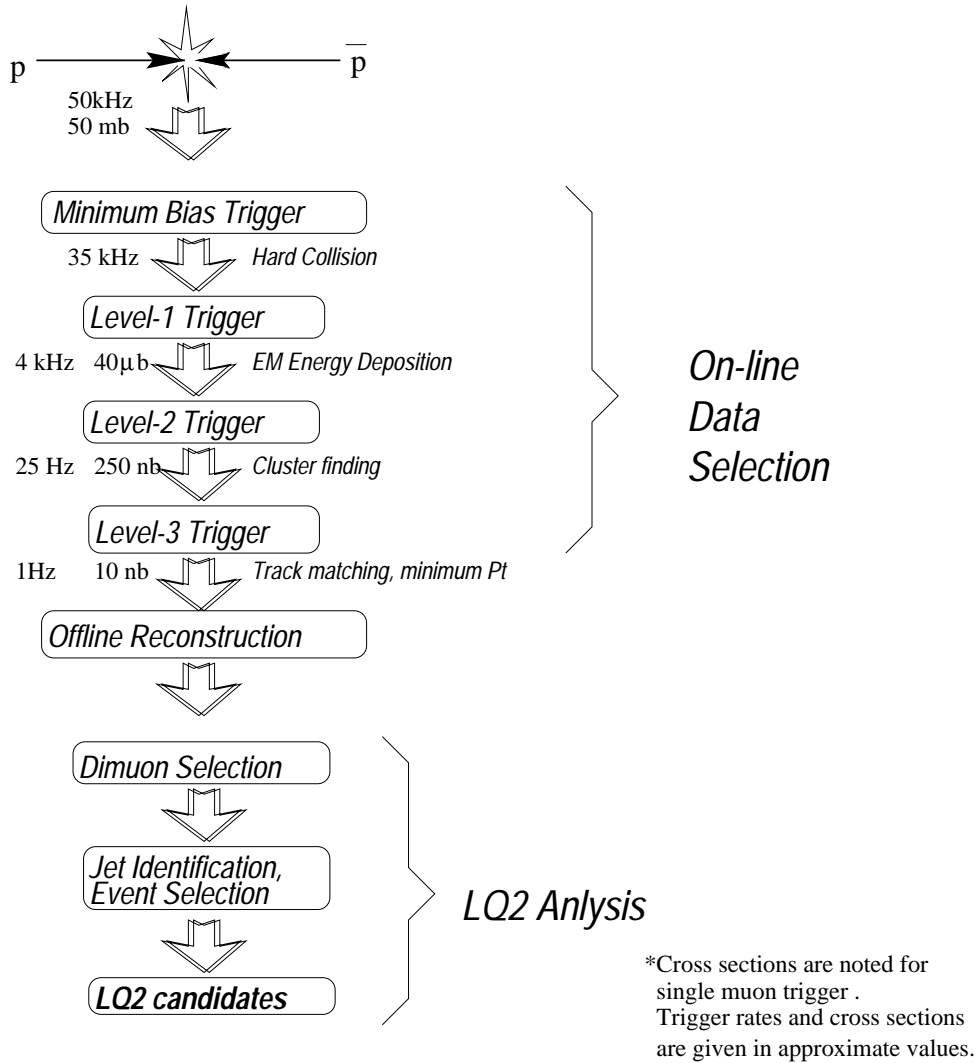 p
p̅
50kHz
50 mb
Minimum Bias Trigger
35 kHz Hard Collision
Level-1 Trigger
4 kHz 40μb EM Energy Deposition
Level-2 Trigger
25 Hz 250 nb Cluster finding
Level-3 Trigger
1Hz 10 nb Track matching, minimum Pt
Offline Reconstruction
On-line
Data
Selection
Dimuon Selection
Jet Identification,
Event Selection
LQ2 candidates
LQ2 Anlysis
*Cross sections are noted for
single muon trigger .
Trigger rates and cross sections
are given in approximate values.